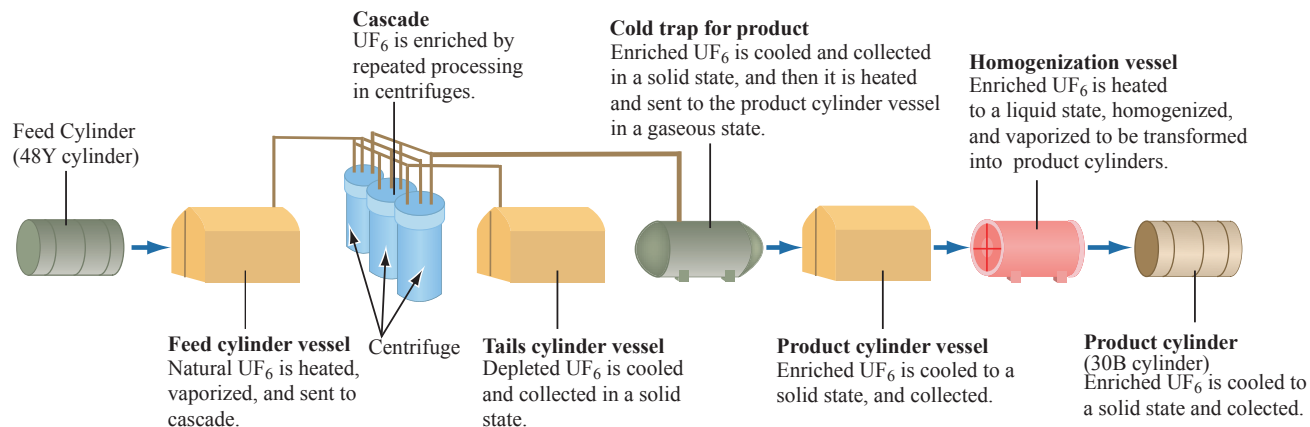 Feed Cylinder
(48Y cylinder)
Cascade
UF6 is enriched by
repeated processing
in centrifuges.
Cold trap for product
Enriched UF6 is cooled and collected
in a solid state, and then it is heated
and sent to the product cylinder vessel
in a gaseous state.
Homogenization vessel
Enriched UF6 is heated
to a liquid state, homogenized,
and vaporized to be transformed
into product cylinders.
Feed cylinder vessel
Natural UF6 is heated,
vaporized, and sent to
cascade.
Centrifuge
Tails cylinder vessel
Depleted UF6 is cooled
and collected in a solid
state.
Product cylinder vessel
Enriched UF6 is cooled to a
solid state, and collected.
Product cylinder
(30B cylinder)
Enriched UF6 is cooled to
a solid state and colected.